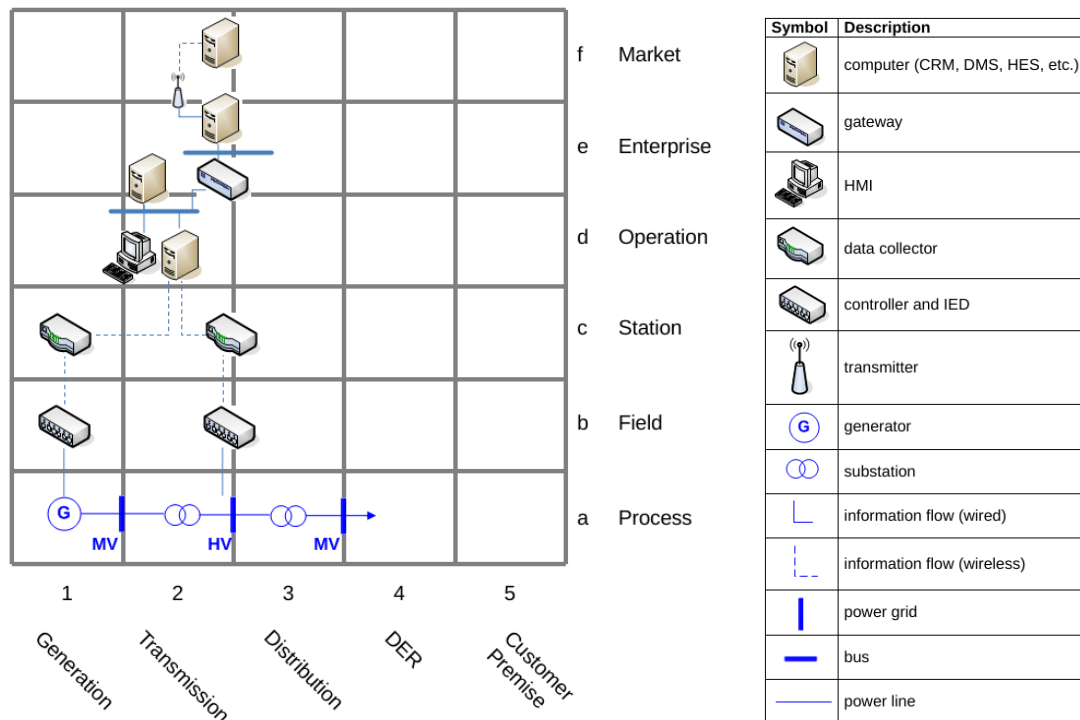 f Market
e Enterprise
d Operation
c Station
b Field
G
a Process
MV HV MV
1 2 3 4 5
Generation
Transmission
Distribution
DER
Customer
Premise
Symbol Description
computer (CRM, DMS, HES, etc.)
gateway
HMI
data collector
controller and IED
transmitter
G generator
substation
information flow (wired)
information flow (wireless)
power grid
bus
power line